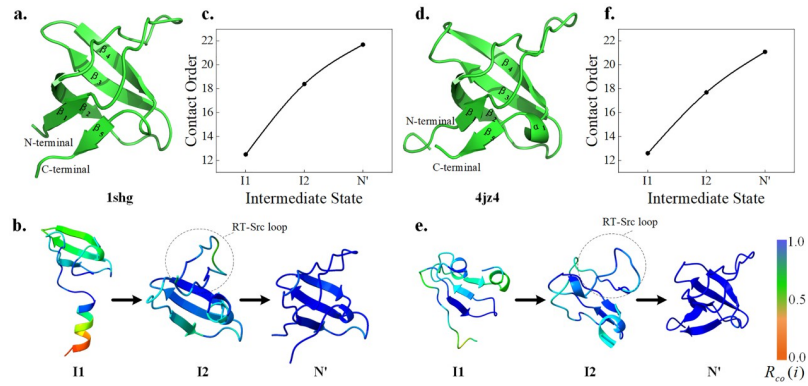 a.
β4
β3
β1
β2
β5
N-terminal
C-terminal
1shg
c.
Contact Order
22
20
18
16
14
12
I1
I2
N'
Intermediate State
d.
β4
β3
β2
N-terminal
C-terminal
4jz4
f.
Contact Order
22
20
18
16
14
12
I1
I2
N'
Intermediate State
b.
RT-Src loop
I1
I2
N'
e.
RT-Src loop
I1
I2
N'
1.0
0.5
0.0
Rco(i)